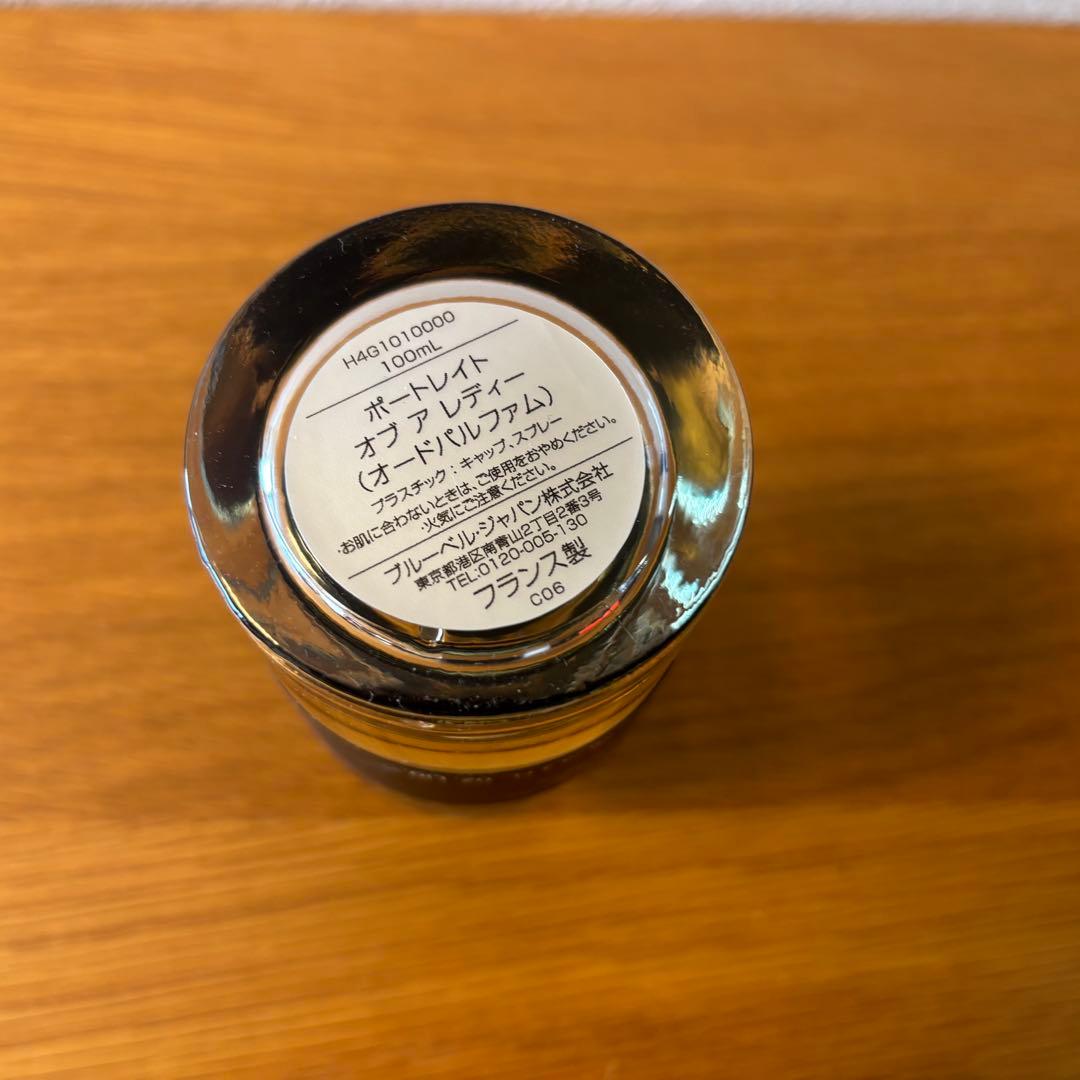 H4G1010000
100mL
ポートレイト
オブ ア レディー
(オードパルファム)
プラスチック:キャップ、スプレー
・お肌に合わないときは、ご使用をおやめください。
・火気にご注意ください。
ブルーベル・ジャパン株式会社
東京都港区南青山2丁目2番3号
TEL:0120-005-130
フランス製
C06